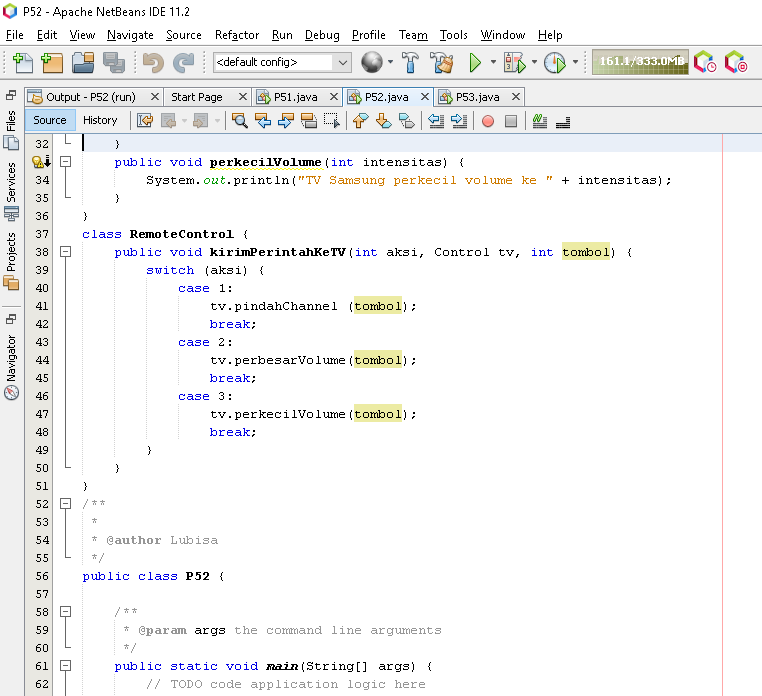 P52 - Apache NetBeans IDE 11.2
File Edit View Navigate Source Refactor Run Debug Profile Team Tools Window Help
<default config> 161.1/333.0MB
Output - P52 (run) Start Page P51.java P52.java P53.java
Source History
Files
Services
Projects
Navigator
32 }
public void perkecilVolume(int intensitas) {
34 System.out.println("TV Samsung perkecil volume ke " + intensitas);
35 }
36 }
37 class RemoteControl {
38 public void kirimPerintahKeTV(int aksi, Control tv, int tombol) {
39 switch (aksi) {
40 case 1:
41 tv.pindahChannel (tombol);
42 break;
43 case 2:
44 tv.perbesarVolume(tombol);
45 break;
46 case 3:
47 tv.perkecilVolume(tombol);
48 break;
49 }
50 }
51 }
52 /**
53 *
54 * @author Lubisa
55 */
56 public class P52 {
57
58 /**
59 * @param args the command line arguments
60 */
61 public static void main(String[] args) {
62 // TODO code application logic here